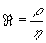 ℜ = ρ/η